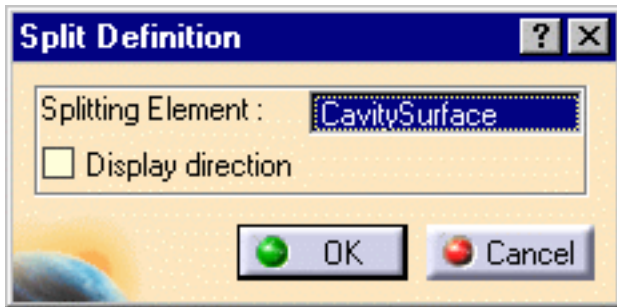 Split Definition ? X
Splitting Element : CavitySurface
Display direction
OK Cancel